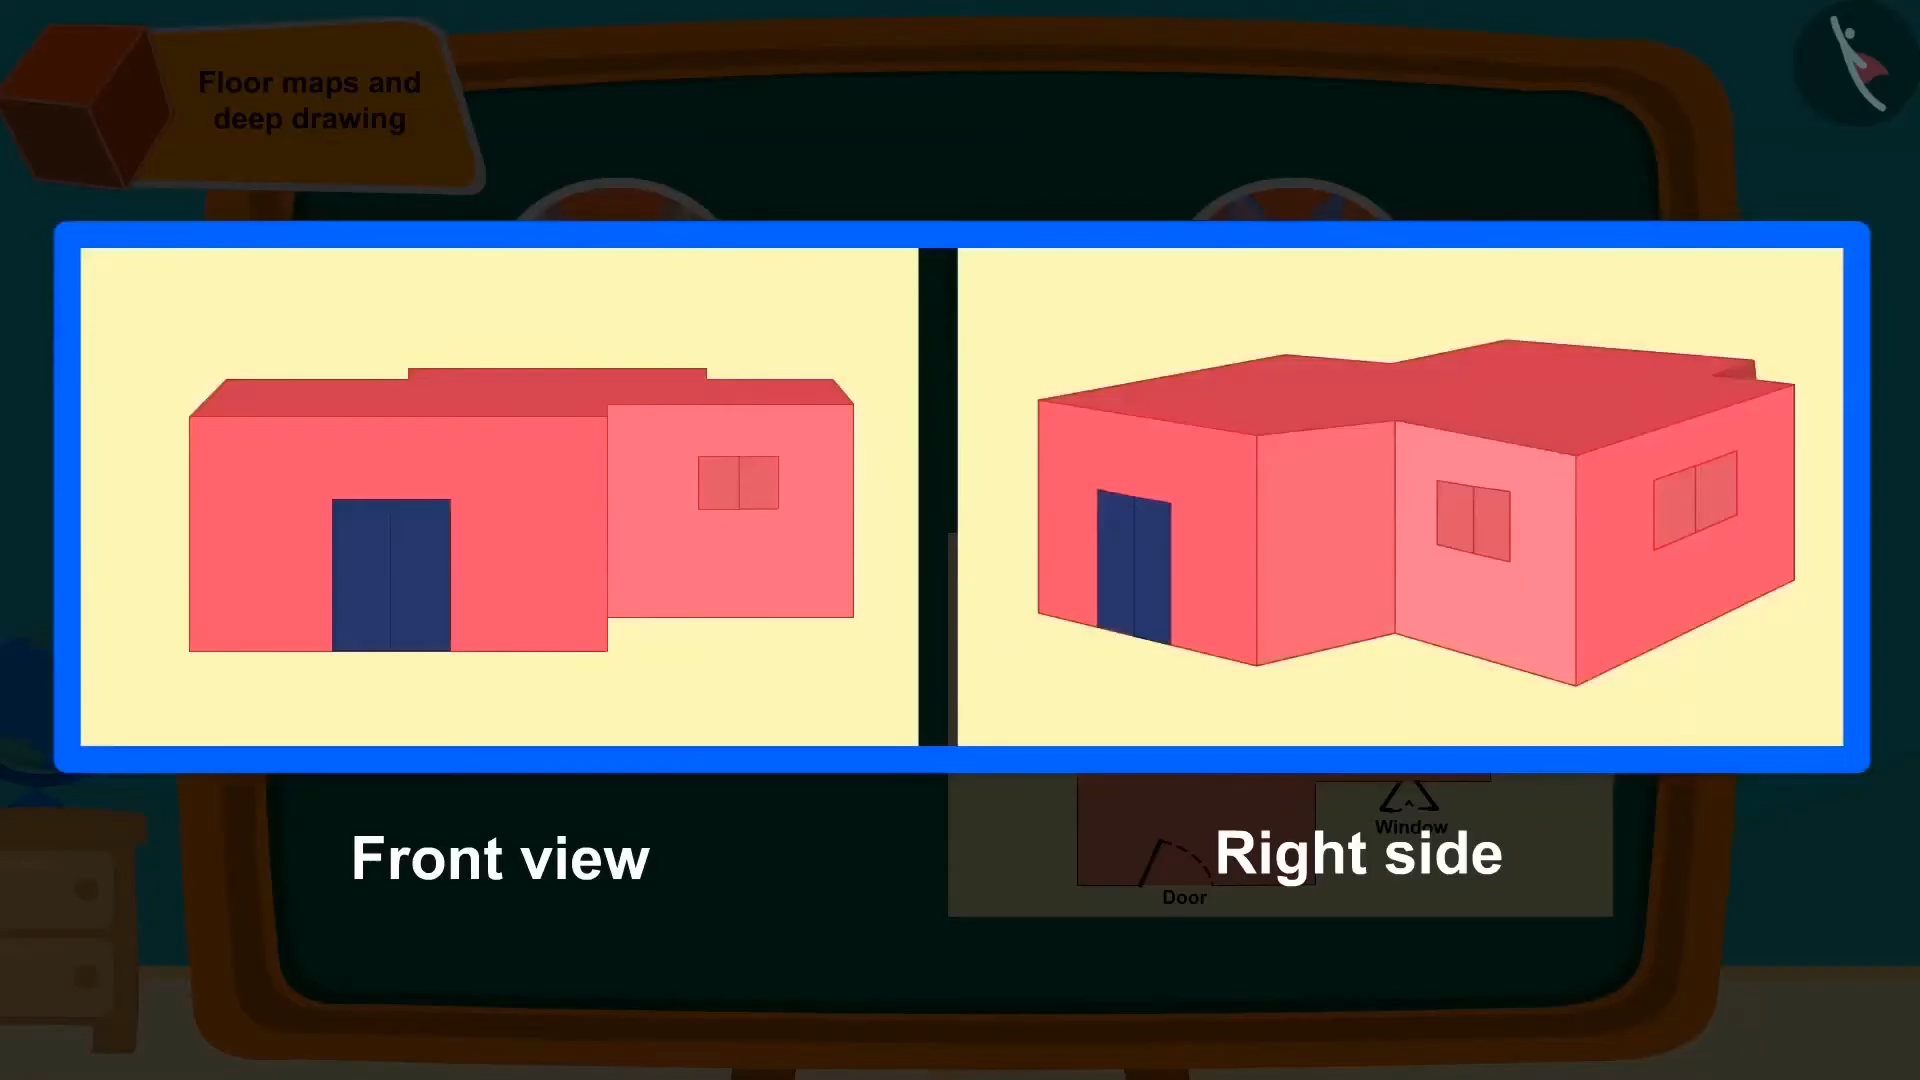 Floor maps and
deep drawing
Window
Front view
Right side
Door